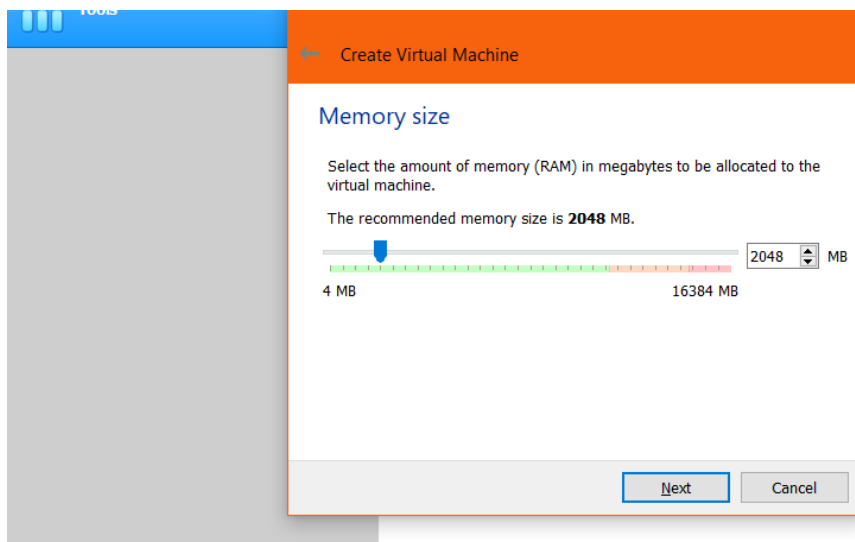 Tools
Create Virtual Machine
Memory size
Select the amount of memory (RAM) in megabytes to be allocated to the
virtual machine.
The recommended memory size is 2048 MB.
2048 MB
4 MB 16384 MB
Next Cancel